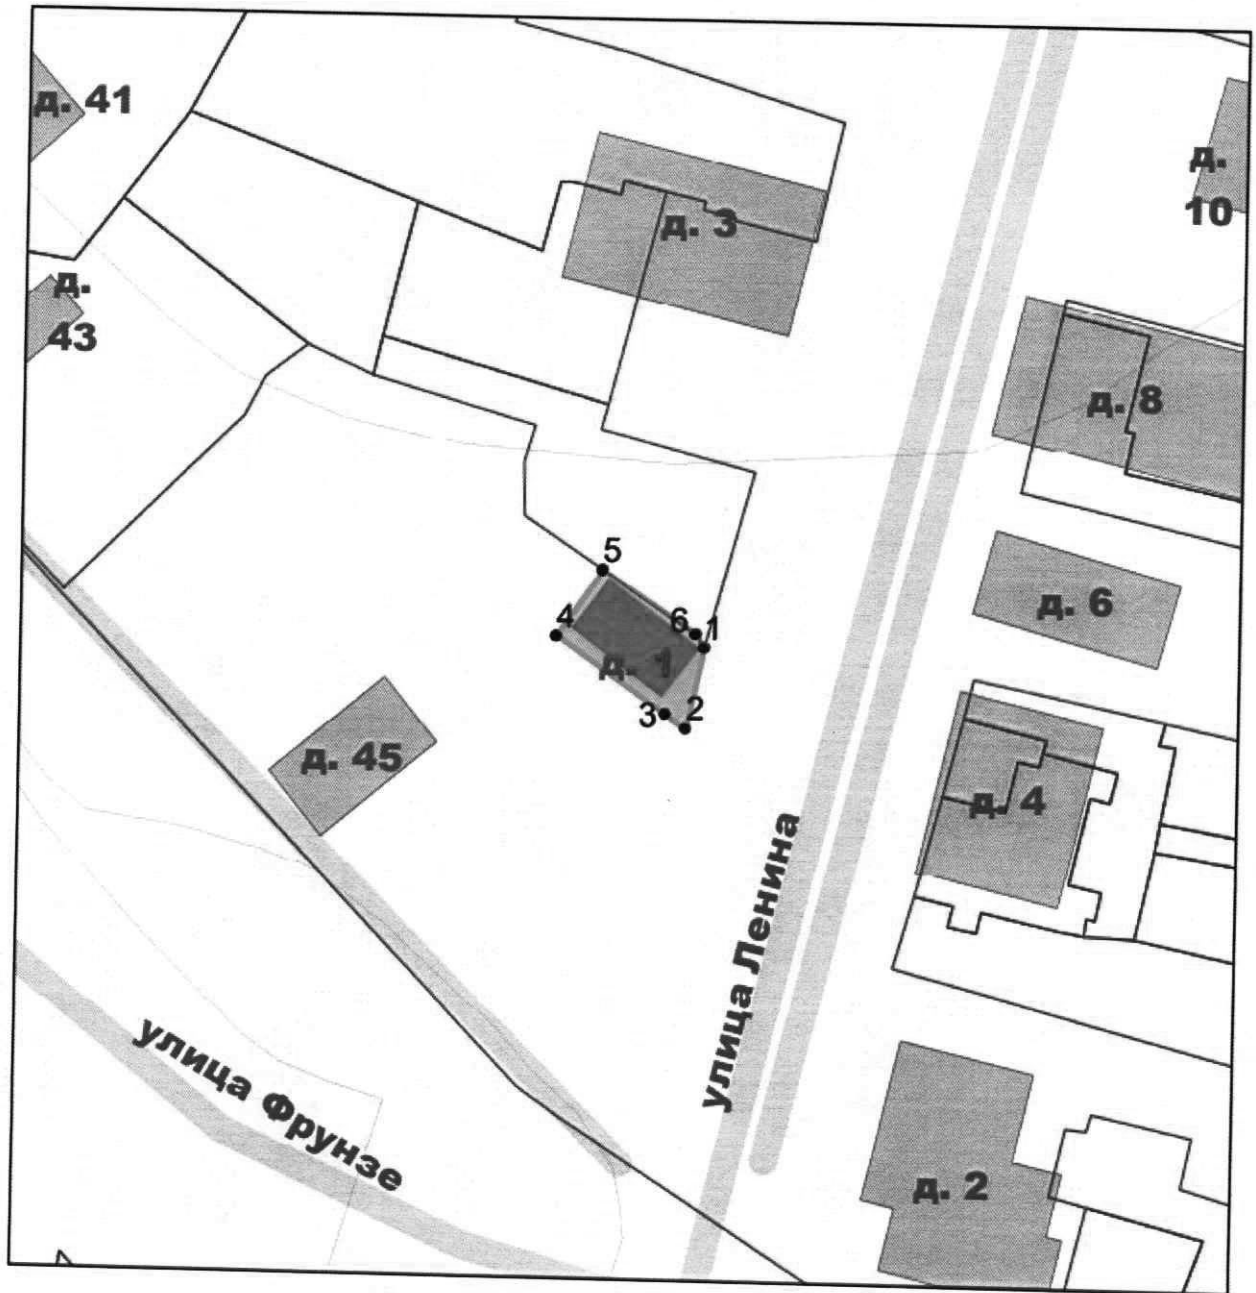 д. 41
д. 3
д.
10
д.
43
д. 8
5
4
6
1
д. 1
д. 6
3
2
д. 45
д. 4
улица Ленина
улица Фрунзе
д. 2